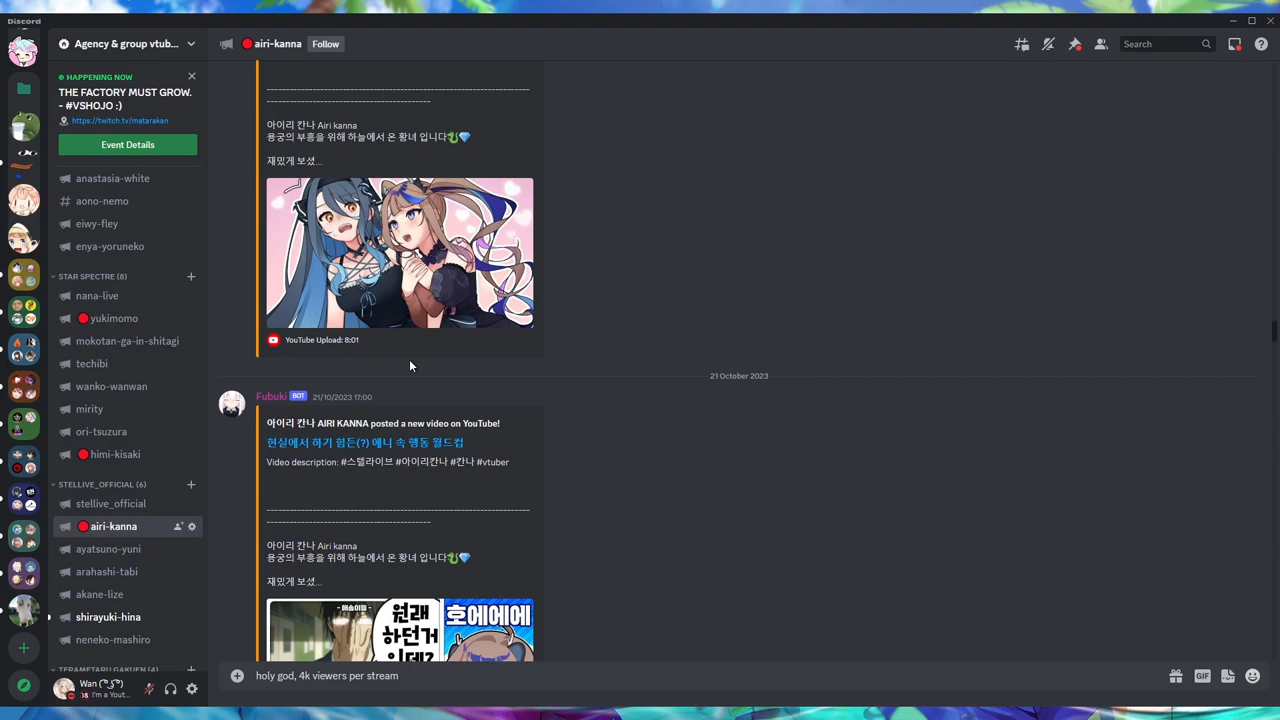 Discord
Agency & group vtub...
HAPPENING NOW
THE FACTORY MUST GROW.
- #VSHOJO :)
https://twitch.tv/matarakan
Event Details
anastasia-white
aono-nemo
eiwy-fley
enya-yoruneko
STAR SPECTRE (8)
nana-live
yukimomo
mokotan-ga-in-shitagi
techibi
wanko-wanwan
mirity
ori-tsuzura
himi-kisaki
STELLIVE_OFFICIAL (6)
stellive_official
airi-kanna
ayatsuno-yuni
arahashi-tabi
akane-lize
shirayuki-hina
neneko-mashiro
TERAMETARU GAKUEN (4)
Wan ( ͡° ͜ʖ ͡°)
I'm a Yout...
airi-kanna
Follow
Search
아이리 칸나 Airi kanna
용궁의 부흥을 위해 하늘에서 온 황녀 입니다🐉💎
재밌게 보셨...
YouTube Upload: 8:01
21 October 2023
Fubuki BOT 21/10/2023 17:00
아이리 칸나 AIRI KANNA posted a new video on YouTube!
현실에서 하기 힘든(?) 애니 속 행동 월드컵
Video description: #스텔라이브 #아이리칸나 #칸나 #vtuber
아이리 칸나 Airi kanna
용궁의 부흥을 위해 하늘에서 온 황녀 입니다🐉💎
재밌게 보셨...
원래
하던거
인데?
호에에에
holy god, 4k viewers per stream
GIF